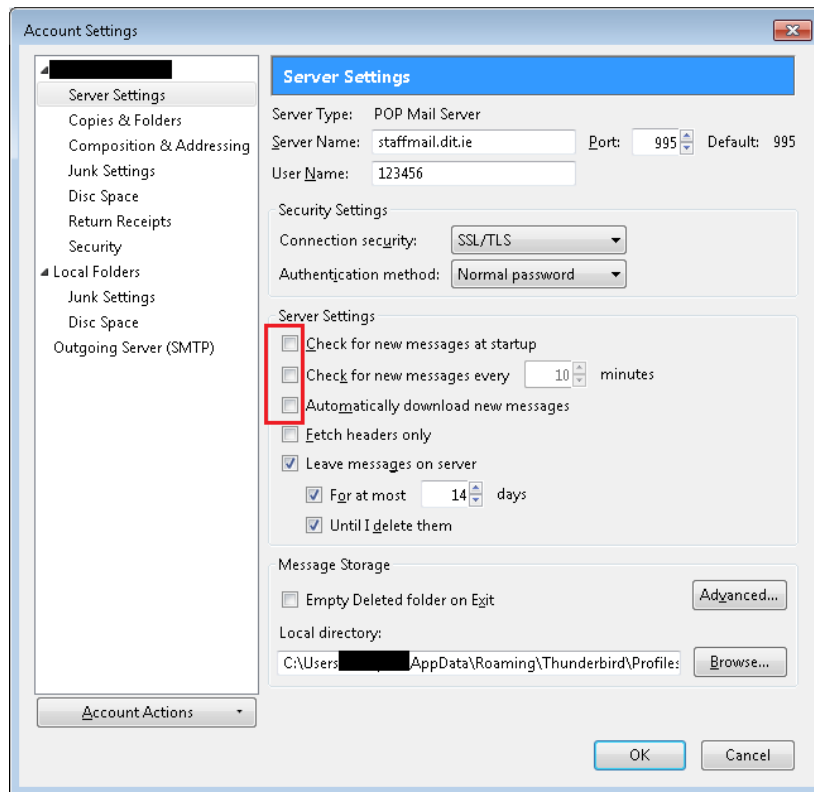 Account Settings
Server Settings
Copies & Folders
Composition & Addressing
Junk Settings
Disc Space
Return Receipts
Security
Local Folders
Junk Settings
Disc Space
Outgoing Server (SMTP)
Account Actions
Server Settings
Server Type: POP Mail Server
Server Name: staffmail.dit.ie Port: 995 Default: 995
User Name: 123456
Security Settings
Connection security: SSL/TLS
Authentication method: Normal password
Server Settings
Check for new messages at startup
Check for new messages every 10 minutes
Automatically download new messages
Fetch headers only
Leave messages on server
For at most 14 days
Until I delete them
Message Storage
Empty Deleted folder on Exit
Advanced...
Local directory:
C:\Users AppData\Roaming\Thunderbird\Profiles Browse...
OK Cancel